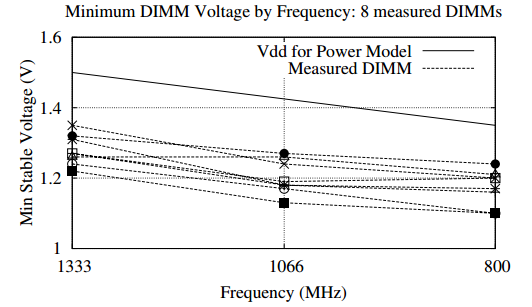 Minimum DIMM Voltage by Frequency: 8 measured DIMMs
1.6
Vdd for Power Model
Measured DIMM
1.4
Min Stable Voltage (V)
1.2
1
1333
1066
800
Frequency (MHz)